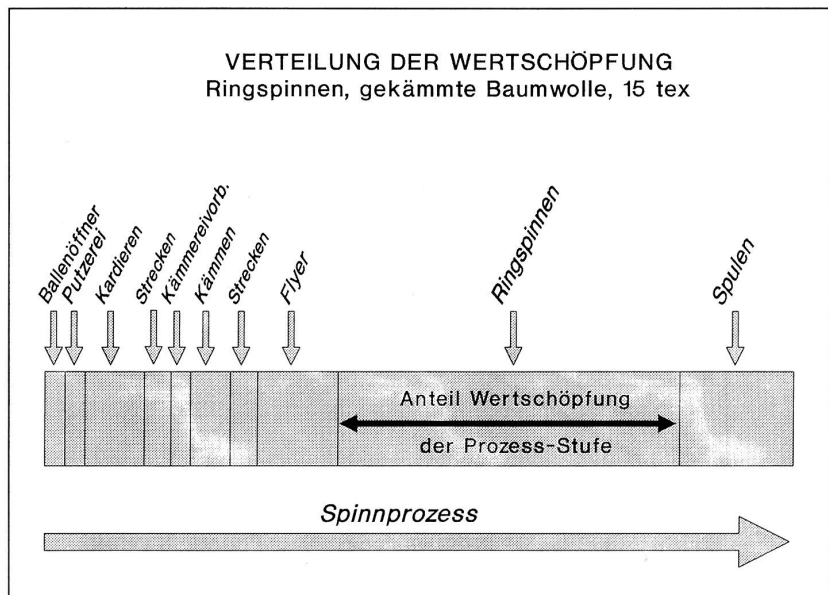 VERTEILUNG DER WERTSCHÖPFUNG
Ringspinnen, gekämmte Baumwolle, 15 tex
Ballenöffner
Putzerei
Kardieren
Strecken
Kämmereivorb.
Kämmen
Strecken
Flyer
Ringspinnen
Spulen
Anteil Wertschöpfung
der Prozess-Stufe
Spinnprozess